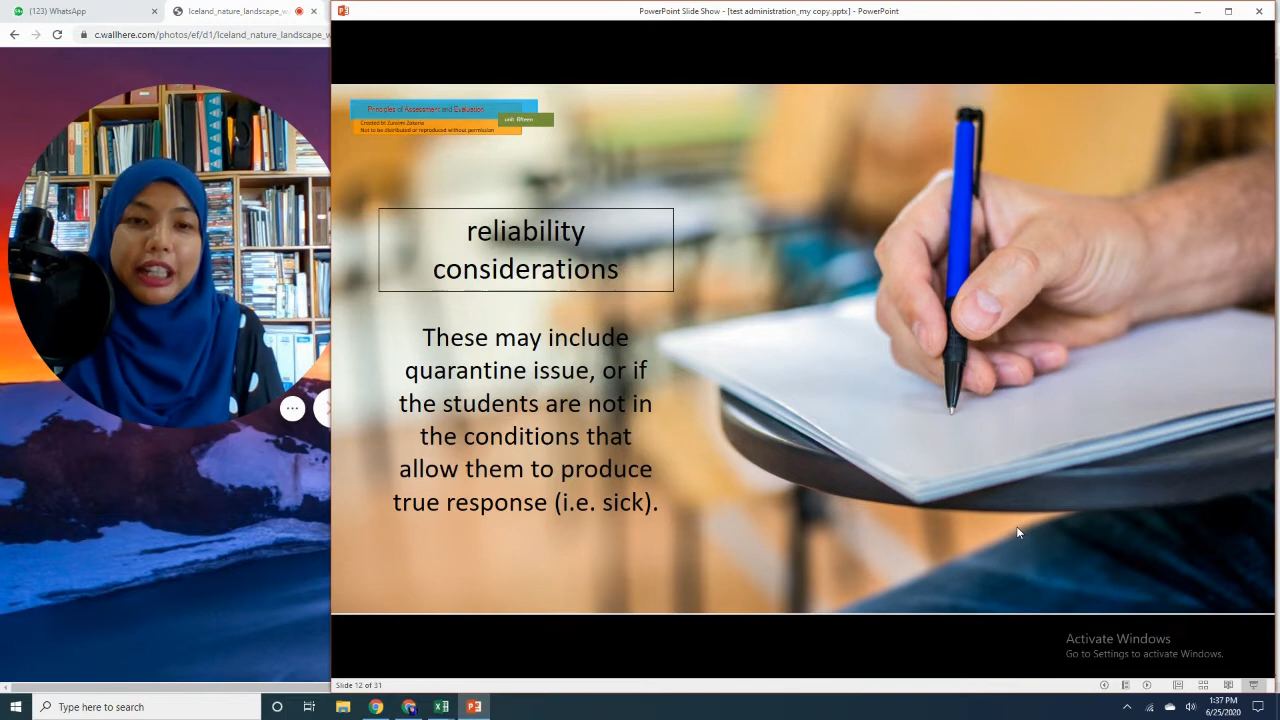 (123) WhatsApp
Iceland_nature_landscape_w
PowerPoint Slide Show - [test administration_my copy.pptx] - PowerPoint
c.wallhere.com/photos/ef/d1/Iceland_nature_landscape_w
Principles of Assessment and Evaluation
unit fifteen
Not to be distributed or reproduced without permission
reliability
considerations
These may include
quarantine issue, or if
the students are not in
the conditions that
allow them to produce
true response (i.e. sick).
Activate Windows
Go to Settings to activate Windows.
Slide 12 of 31
Type here to search
1:37 PM
6/25/2020